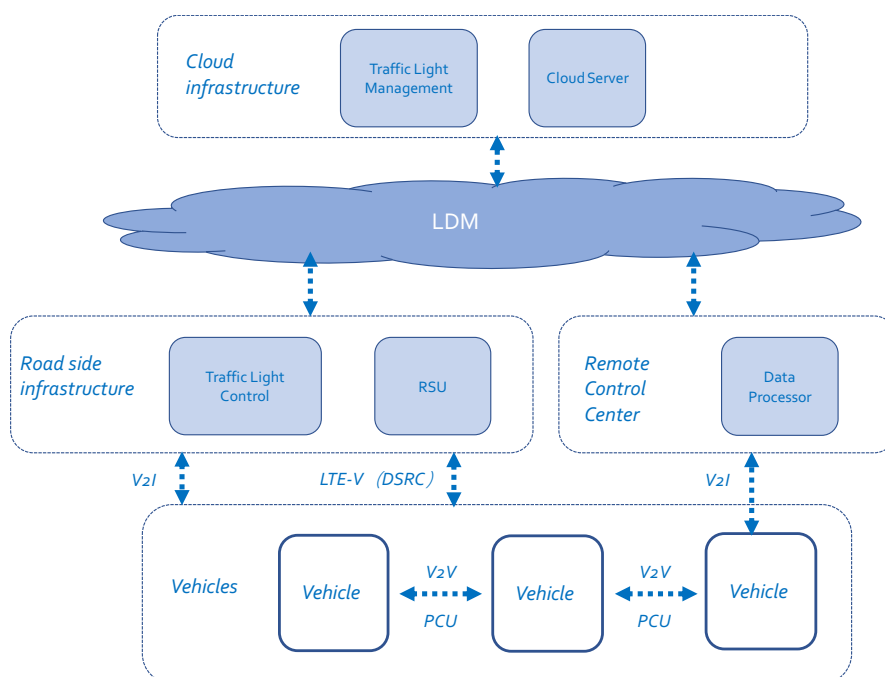 Cloud
infrastructure
Traffic Light
Management
Cloud Server
LDM
Road side
infrastructure
Traffic Light
Control
RSU
Remote
Control
Center
Data
Processor
V2I
LTE-V（DSRC）
V2I
Vehicles
Vehicle
V2V
PCU
Vehicle
V2V
PCU
Vehicle